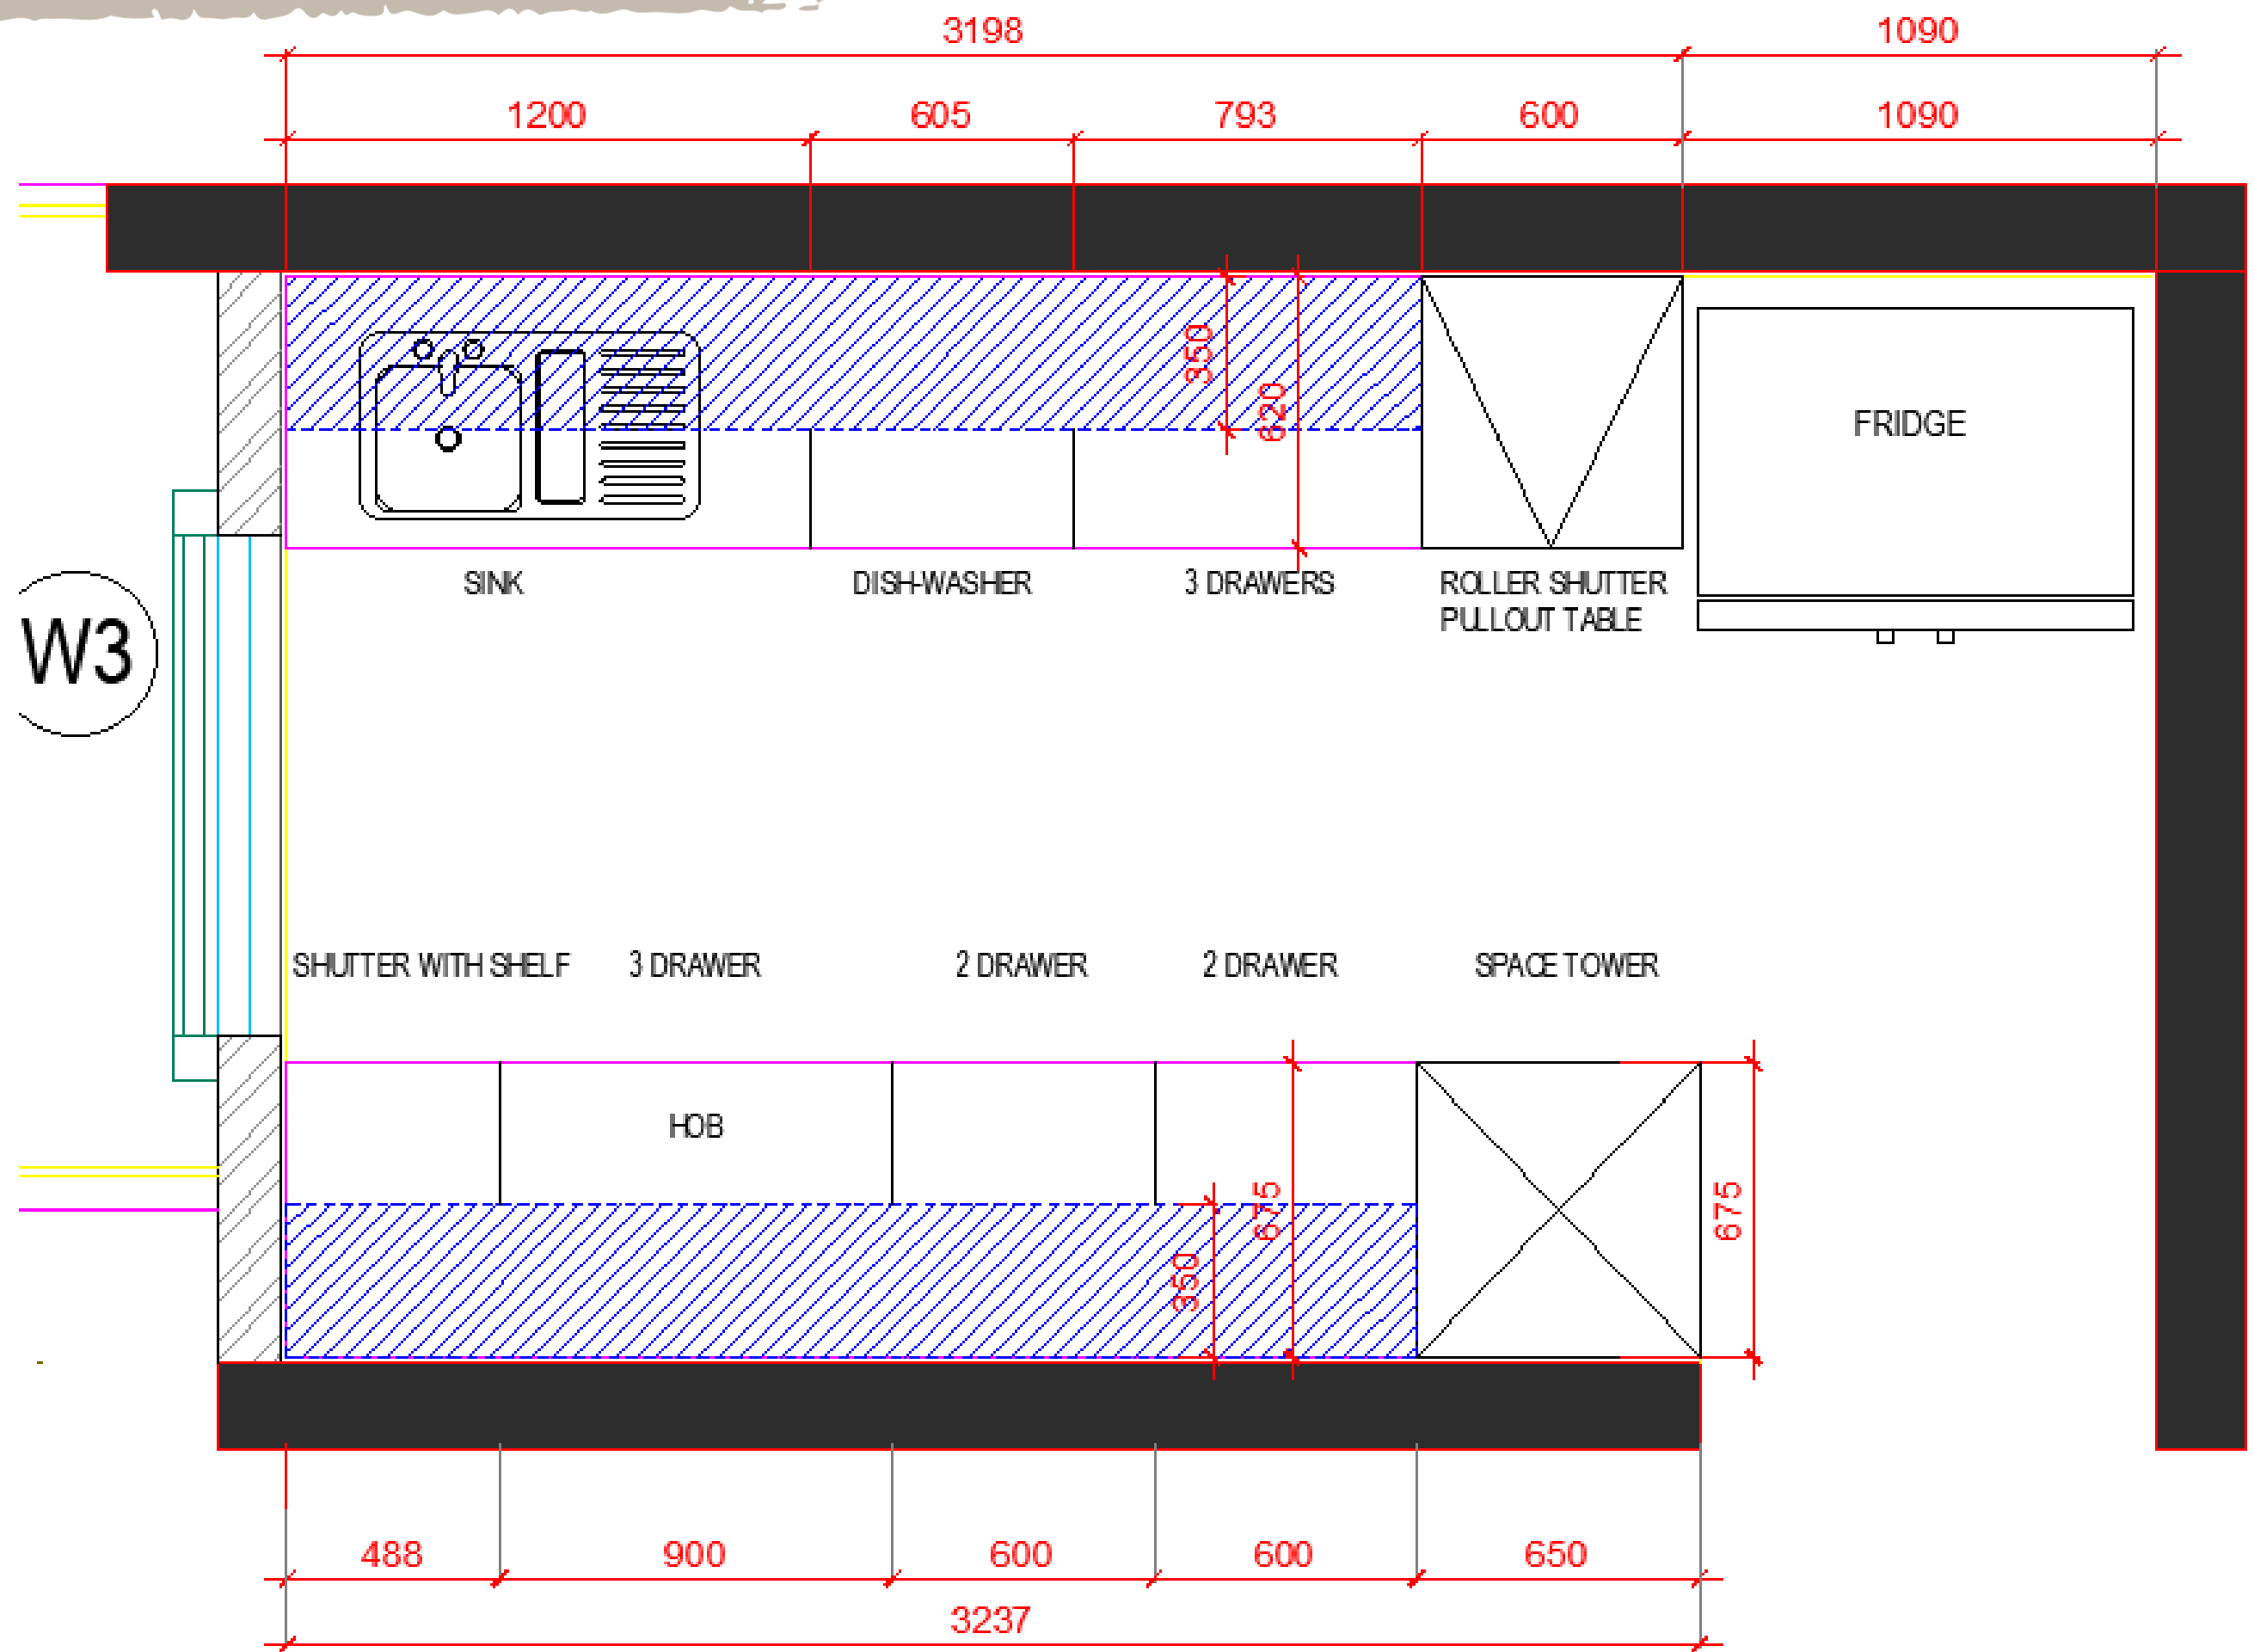 3198 1090
1200 605 793 600 1090
350
620
FRIDGE
SINK DISH-WASHER 3 DRAWERS ROLLER SHUTTER
PULLOUT TABLE
W3
SHUTTER WITH SHELF 3 DRAWER 2 DRAWER 2 DRAWER SPACE TOWER
HOB
675 675
350
488 900 600 600 650
3237